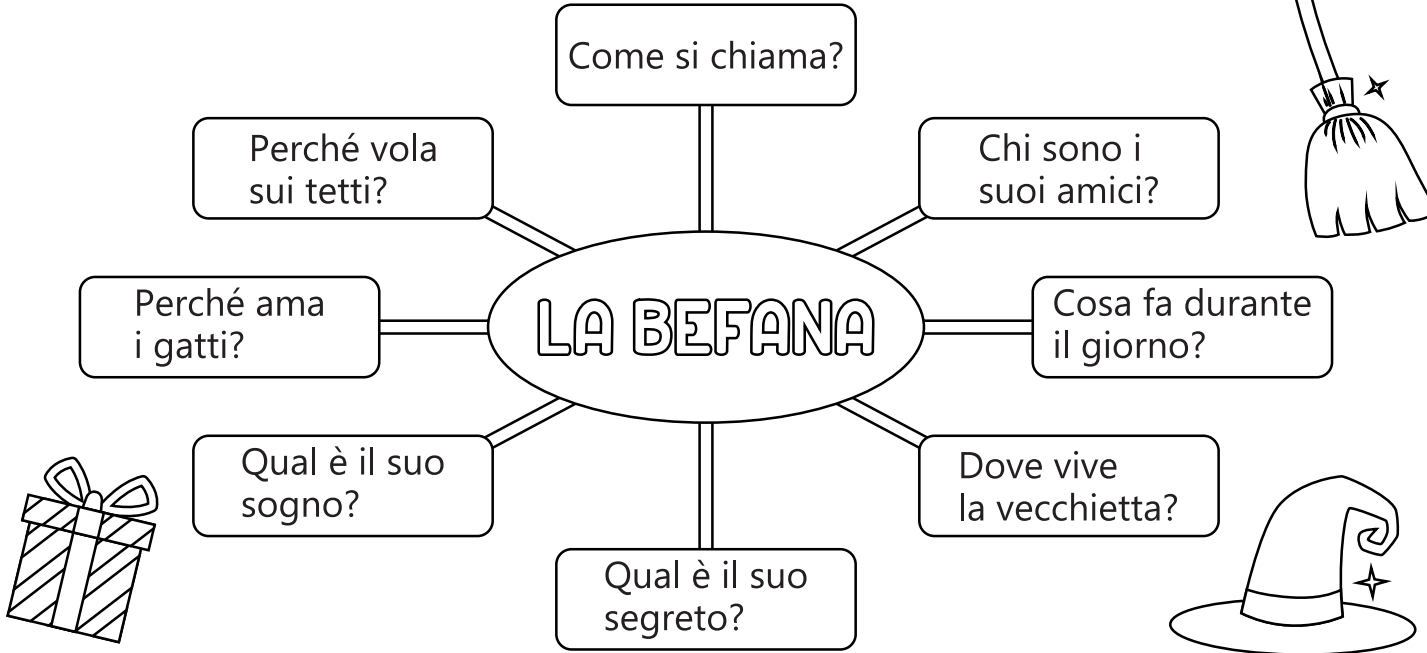 Come si chiama?
Perché vola
sui tetti?
Chi sono i
suoi amici?
Perché ama
i gatti?
LA BEFANA
Cosa fa durante
il giorno?
Qual è il suo
sogno?
Dove vive
la vecchietta?
Qual è il suo
segreto?